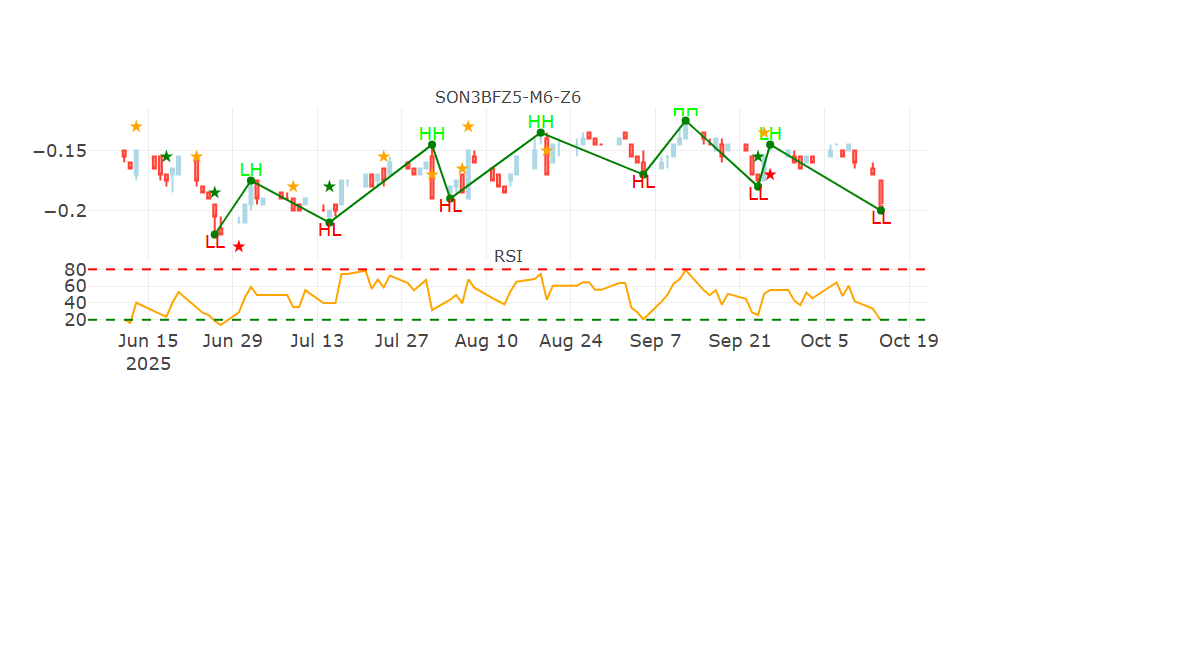 SON3BFZ5-M6-Z6
HH
HH
HH
LH
LH
−0.15
HL
HL
LL
−0.2
HL
LL
LL
RSI
80
60
40
20
Jun 15 Jun 29 Jul 13 Jul 27 Aug 10 Aug 24 Sep 7 Sep 21 Oct 5 Oct 19
2025